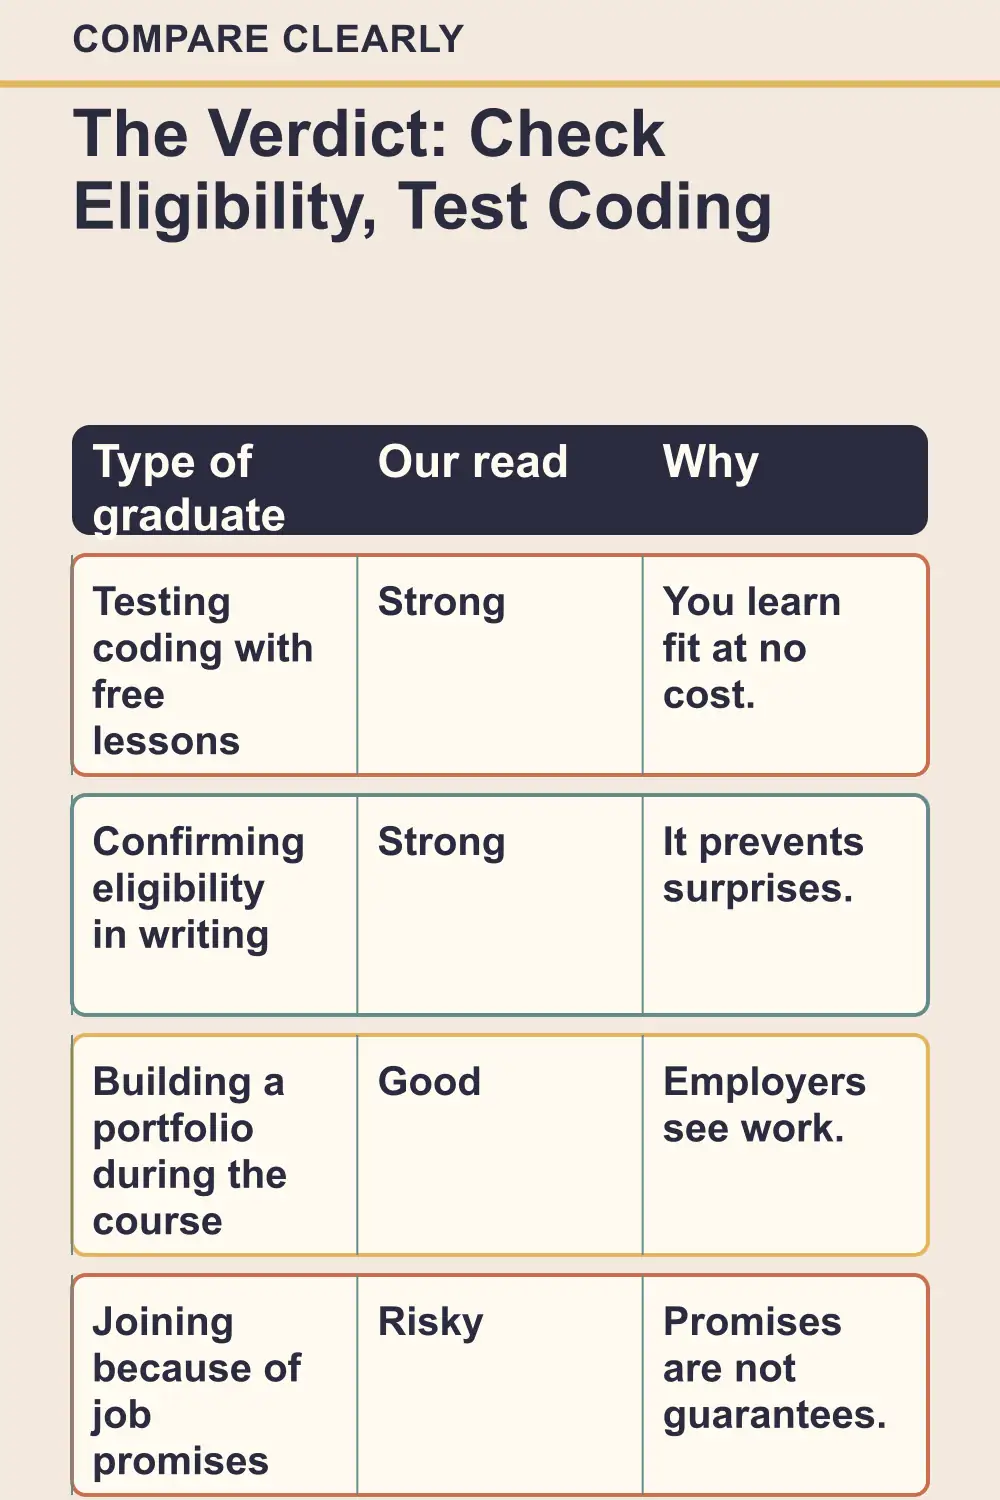 COMPARE CLEARLY
The Verdict: Check
Eligibility, Test Coding
Type of
graduate
Our read
Why
Testing
coding with
free
lessons
Strong
You learn
fit at no
cost.
Confirming
eligibility
in writing
Strong
It prevents
surprises.
Building a
portfolio
during the
course
Good
Employers
see work.
Joining
because of
job
promises
Risky
Promises
are not
guarantees.